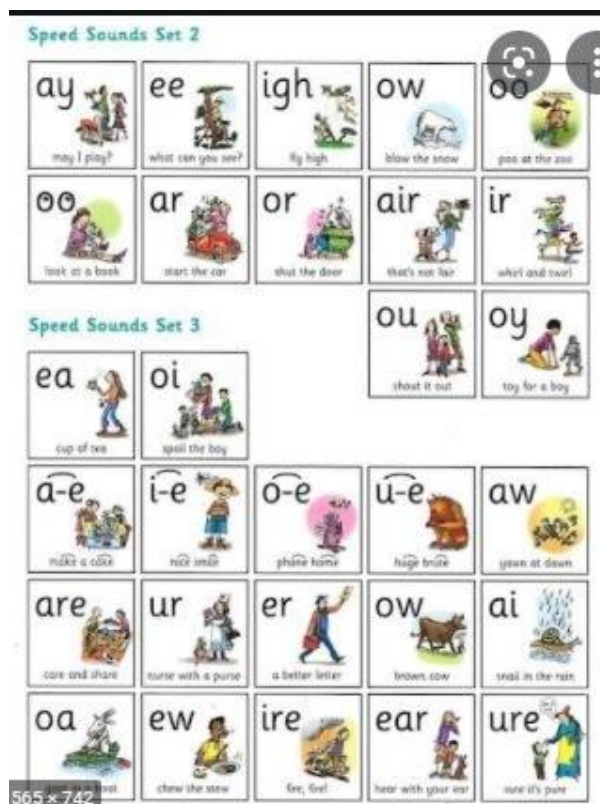 Speed Sounds Set 2
ay ee igh ow oo
may I play? what can you see? fly high blow the snow poo at the zoo
oo ar or air ir
look at a book start the car shut the door that's not fair whirl and twirl
ou oy
shout it out toy for a boy
Speed Sounds Set 3
ea oi
cup of tea spoil the boy
a-e i-e o-e u-e aw
make a cake nice smile phone home huge brute yawn at dawn
are ur er ow ai
care and share nurse with a purse a better letter brown cow snail in the rain
oa ew ire ear ure
chew the stew fire, fire! hear with your ear sure it's pure
565 × 742